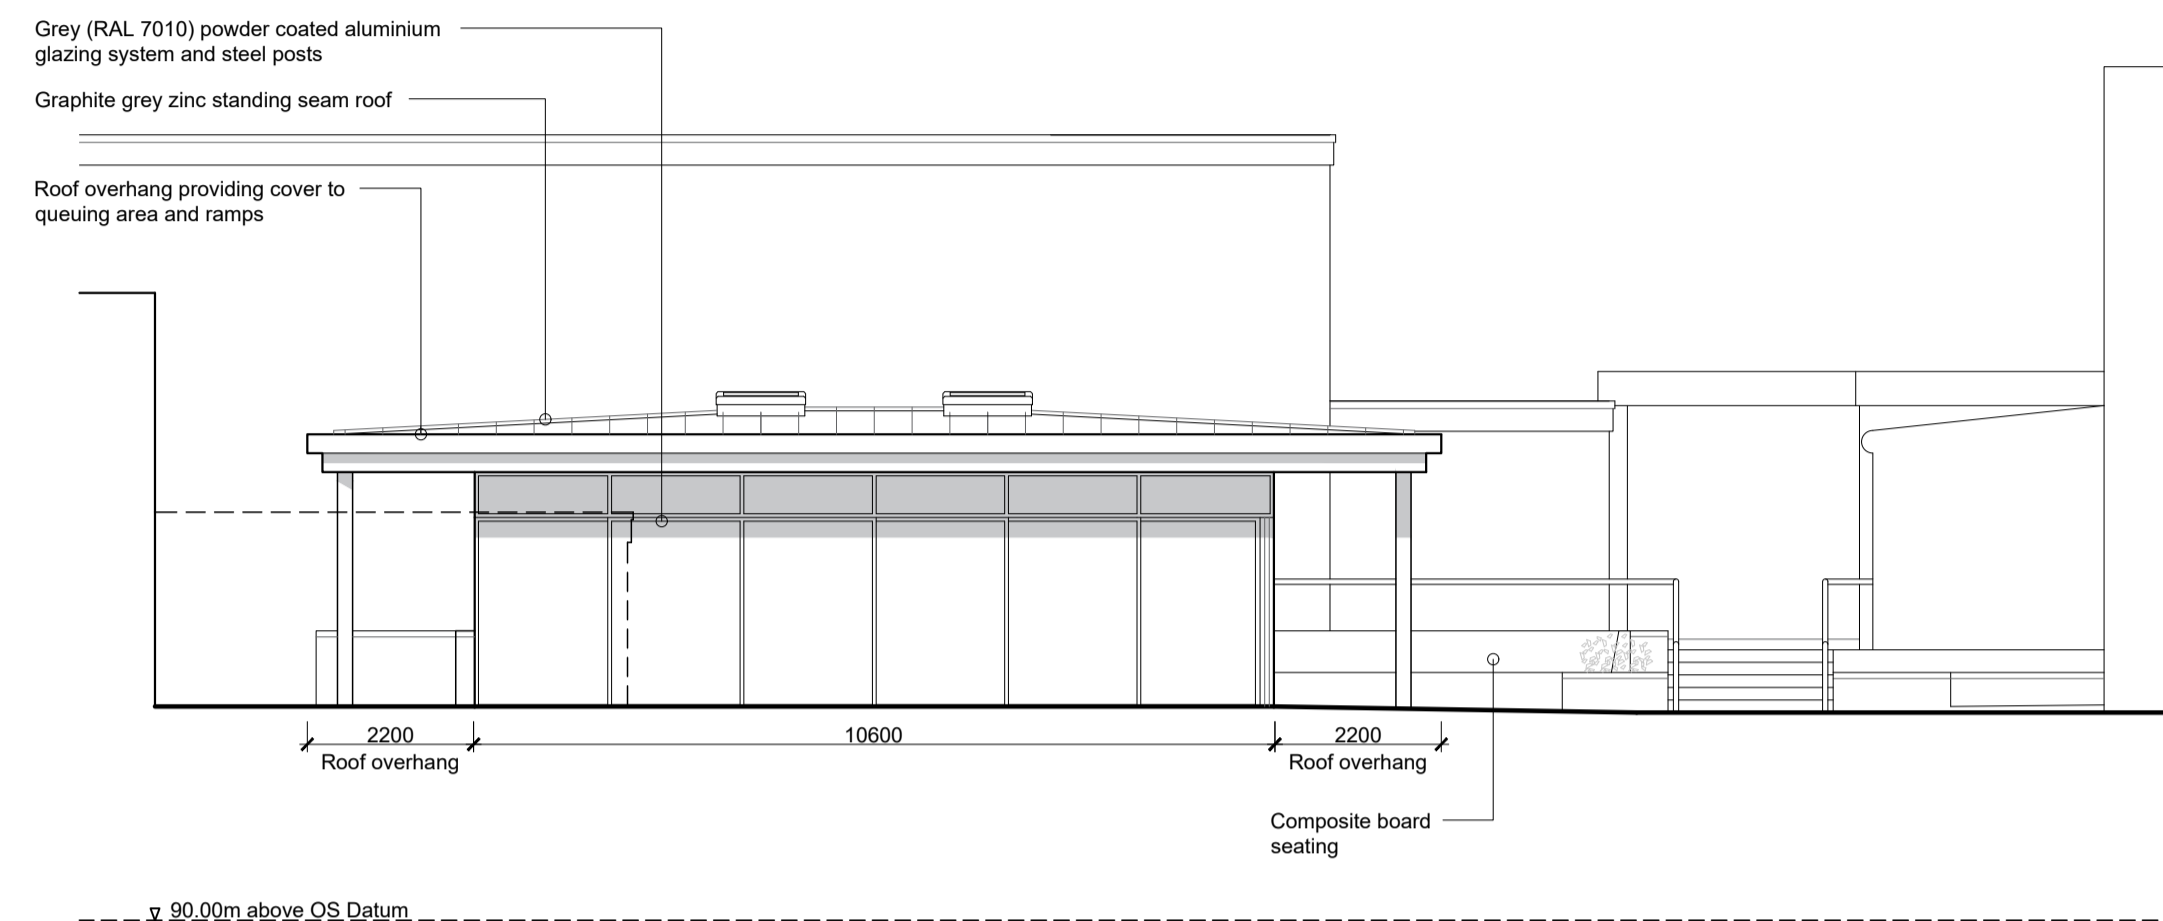 Grey (RAL 7010) powder coated aluminium
glazing system and steel posts
Graphite grey zinc standing seam roof
Roof overhang providing cover to
queuing area and ramps
2200
10600
2200
Roof overhang
Roof overhang
Composite board
seating
90.00m above OS Datum